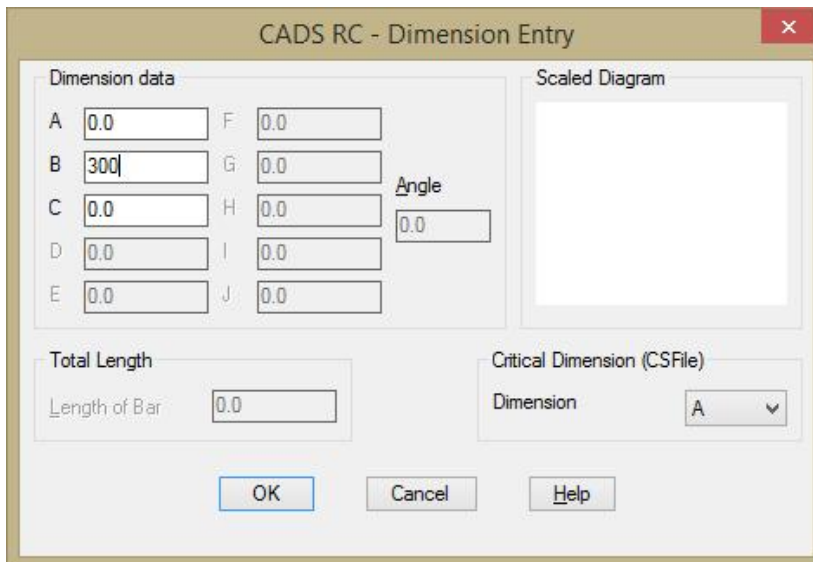 CADS RC - Dimension Entry
×
Dimension data
Scaled Diagram
A 0.0 F 0.0
B 300 G 0.0
Angle
C 0.0 H 0.0
0.0
D 0.0 I 0.0
E 0.0 J 0.0
Total Length
Critical Dimension (CSFile)
Length of Bar 0.0
Dimension A
OK Cancel Help